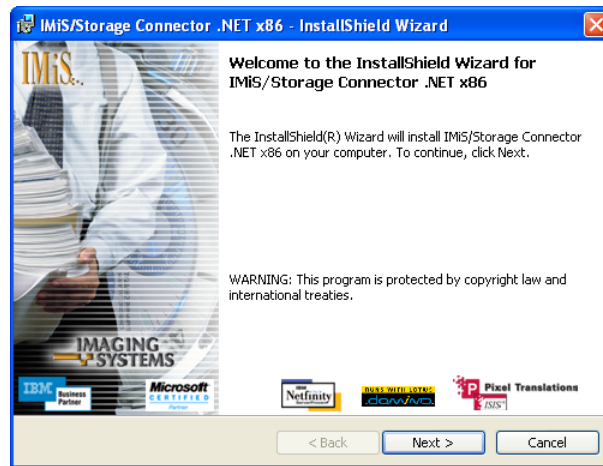 IMiS/Storage Connector .NET x86 - InstallShield Wizard
IMiS
Welcome to the InstallShield Wizard for
IMiS/Storage Connector .NET x86
The InstallShield(R) Wizard will install IMiS/Storage Connector
.NET x86 on your computer. To continue, click Next.
WARNING: This program is protected by copyright law and
international treaties.
IMAGING
SYSTEMS
IBM Business
Partner
Microsoft
CERTIFIED
Partner
Netfinity
RUNS WITH LOTUS
domino.
Pixel Translations
ISIS
< Back
Next >
Cancel